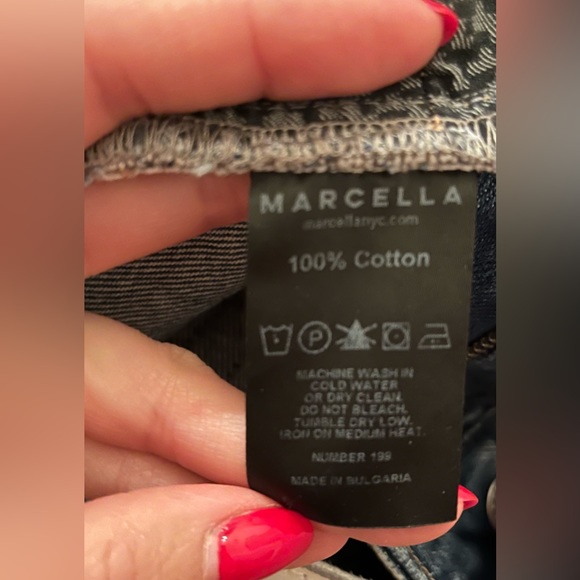 MARCELLA
marcellanyc.com
100% Cotton
P
MACHINE WASH IN
COLD WATER
OR DRY CLEAN.
DO NOT BLEACH.
TUMBLE DRY LOW.
IRON ON MEDIUM HEAT.
NUMBER 199
MADE IN BULGARIA